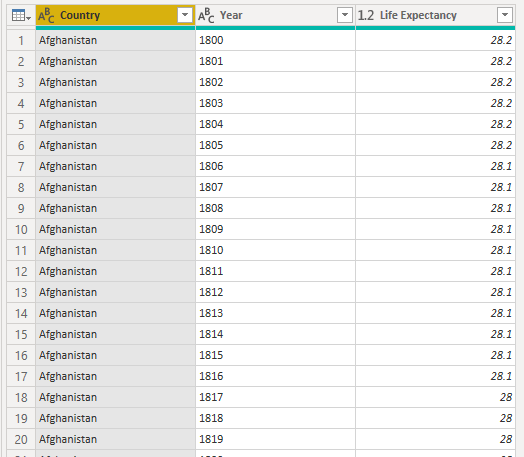 ABC Country ABC Year 1.2 Life Expectancy
1 Afghanistan 1800 28.2
2 Afghanistan 1801 28.2
3 Afghanistan 1802 28.2
4 Afghanistan 1803 28.2
5 Afghanistan 1804 28.2
6 Afghanistan 1805 28.2
7 Afghanistan 1806 28.1
8 Afghanistan 1807 28.1
9 Afghanistan 1808 28.1
10 Afghanistan 1809 28.1
11 Afghanistan 1810 28.1
12 Afghanistan 1811 28.1
13 Afghanistan 1812 28.1
14 Afghanistan 1813 28.1
15 Afghanistan 1814 28.1
16 Afghanistan 1815 28.1
17 Afghanistan 1816 28.1
18 Afghanistan 1817 28
19 Afghanistan 1818 28
20 Afghanistan 1819 28